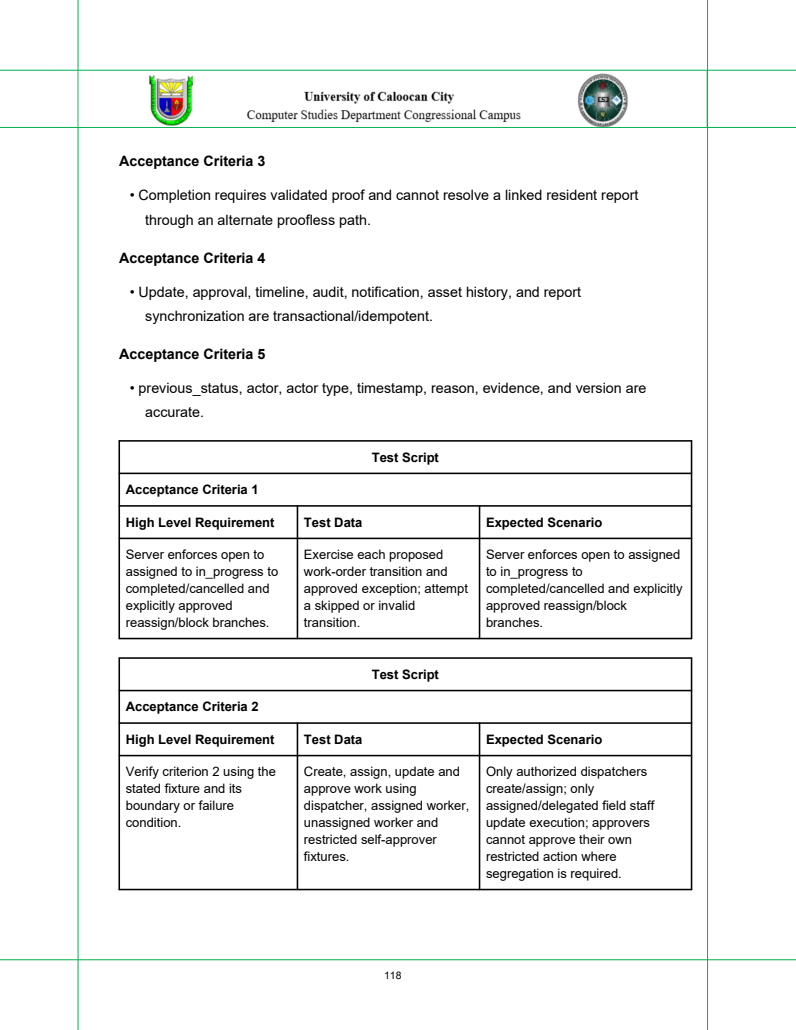 University of Caloocan City
Computer Studies Department Congressional Campus
Acceptance Criteria 3
• Completion requires validated proof and cannot resolve a linked resident report
through an alternate proofless path.
Acceptance Criteria 4
• Update, approval, timeline, audit, notification, asset history, and report
synchronization are transactional/idempotent.
Acceptance Criteria 5
• previous_status, actor, actor type, timestamp, reason, evidence, and version are
accurate.
Test Script
Acceptance Criteria 1
High Level Requirement
Test Data
Expected Scenario
Server enforces open to
assigned to in_progress to
completed/cancelled and
explicitly approved
reassign/block branches.
Exercise each proposed
work-order transition and
approved exception; attempt
a skipped or invalid
transition.
Server enforces open to assigned
to in_progress to
completed/cancelled and explicitly
approved reassign/block
branches.
Test Script
Acceptance Criteria 2
High Level Requirement
Test Data
Expected Scenario
Verify criterion 2 using the
stated fixture and its
boundary or failure
condition.
Create, assign, update and
approve work using
dispatcher, assigned worker,
unassigned worker and
restricted self-approver
fixtures.
Only authorized dispatchers
create/assign; only
assigned/delegated field staff
update execution; approvers
cannot approve their own
restricted action where
segregation is required.
118